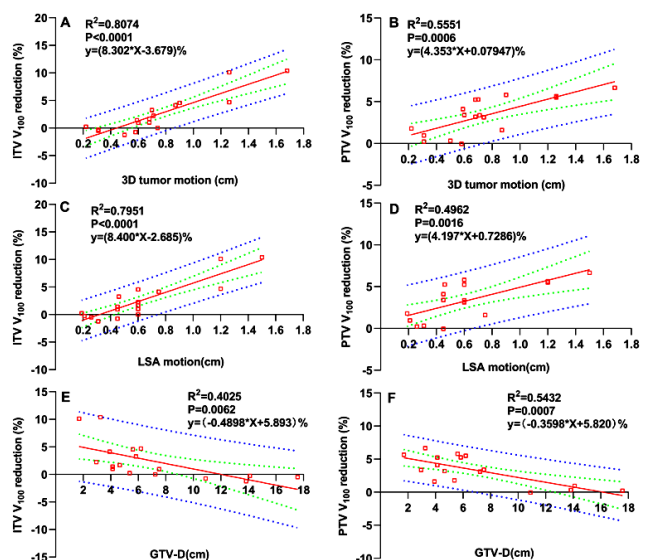 A
R²=0.8074
P<0.0001
y=(8.302*X-3.679)%
ITV V₁₀₀ reduction (%)
20
15
10
5
0
-5
-10
0.2 0.4 0.6 0.8 1.0 1.2 1.4 1.6 1.8
3D tumor motion (cm)
B
R²=0.5551
P=0.0006
y=(4.353*X+0.07947)%
PTV V₁₀₀ reduction (%)
15
10
5
0
-5
0.2 0.4 0.6 0.8 1.0 1.2 1.4 1.6 1.8
3D tumor motion (cm)
C
R²=0.7951
P<0.0001
y=(8.400*X-2.685)%
ITV V₁₀₀ reduction (%)
20
15
10
5
0
-5
-10
0.2 0.4 0.6 0.8 1.0 1.2 1.4 1.6 1.8
LSA motion(cm)
D
R²=0.4962
P=0.0016
y=(4.197*X+0.7286)%
PTV V₁₀₀ reduction (%)
15
10
5
0
-5
0.2 0.4 0.6 0.8 1.0 1.2 1.4 1.6 1.8
LSA motion(cm)
E
R²=0.4025
P=0.0062
y=(-0.4898*X+5.893)%
ITV V₁₀₀ reduction (%)
15
10
5
0
-5
-10
-15
2 4 6 8 10 12 14 16 18
GTV-D(cm)
F
R²=0.5432
P=0.0007
y=(-0.3598*X+5.820)%
PTV V₁₀₀ reduction (%)
20
15
10
5
0
-5
-10
2 4 6 8 10 12 14 16 18
GTV-D(cm)